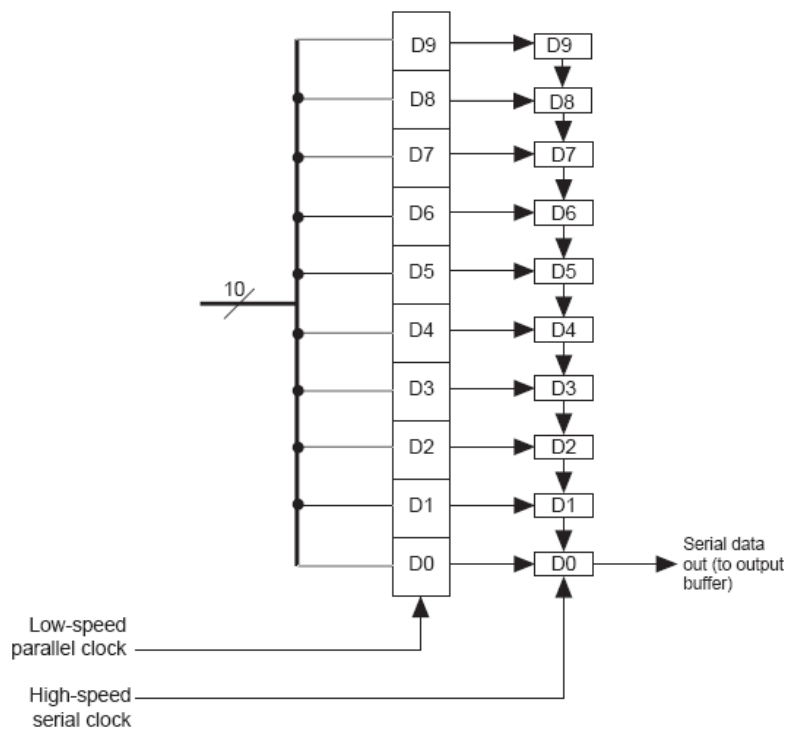 D9 D9
D8 D8
D7 D7
D6 D6
D5 D5
10
D4 D4
D3 D3
D2 D2
D1 D1
D0 D0
Serial data
out (to output
buffer)
Low-speed
parallel clock
High-speed
serial clock